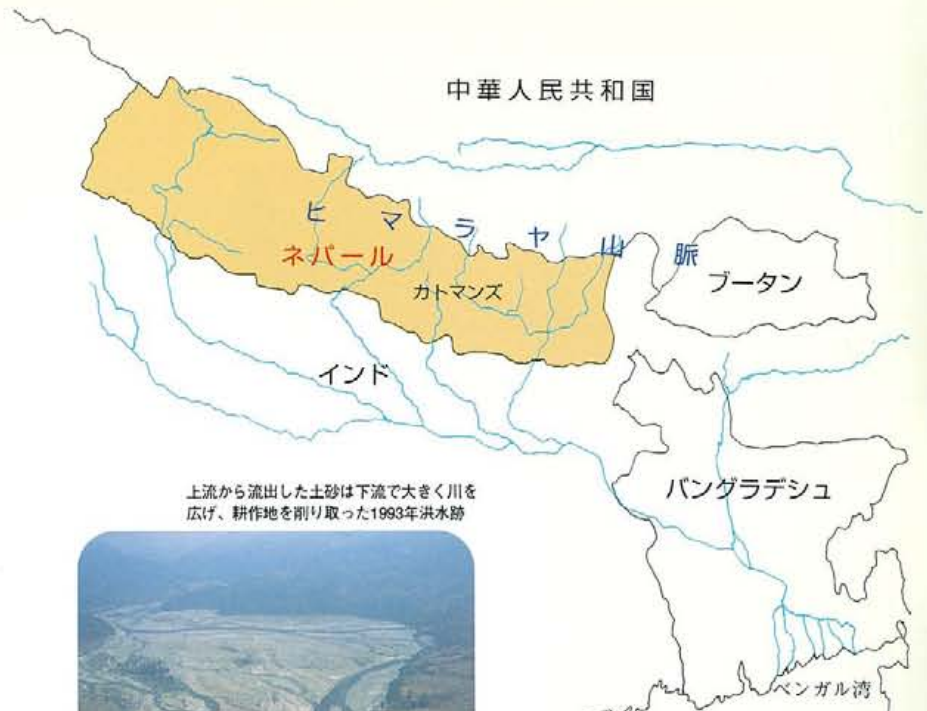 中華人民共和国
ヒマラヤ山脈
ネパール
カトマンズ
ブータン
インド
バングラデシュ
上流から流出した土砂は下流で大きく川を
広げ、耕作地を削り取った1993年洪水跡
ベンガル湾